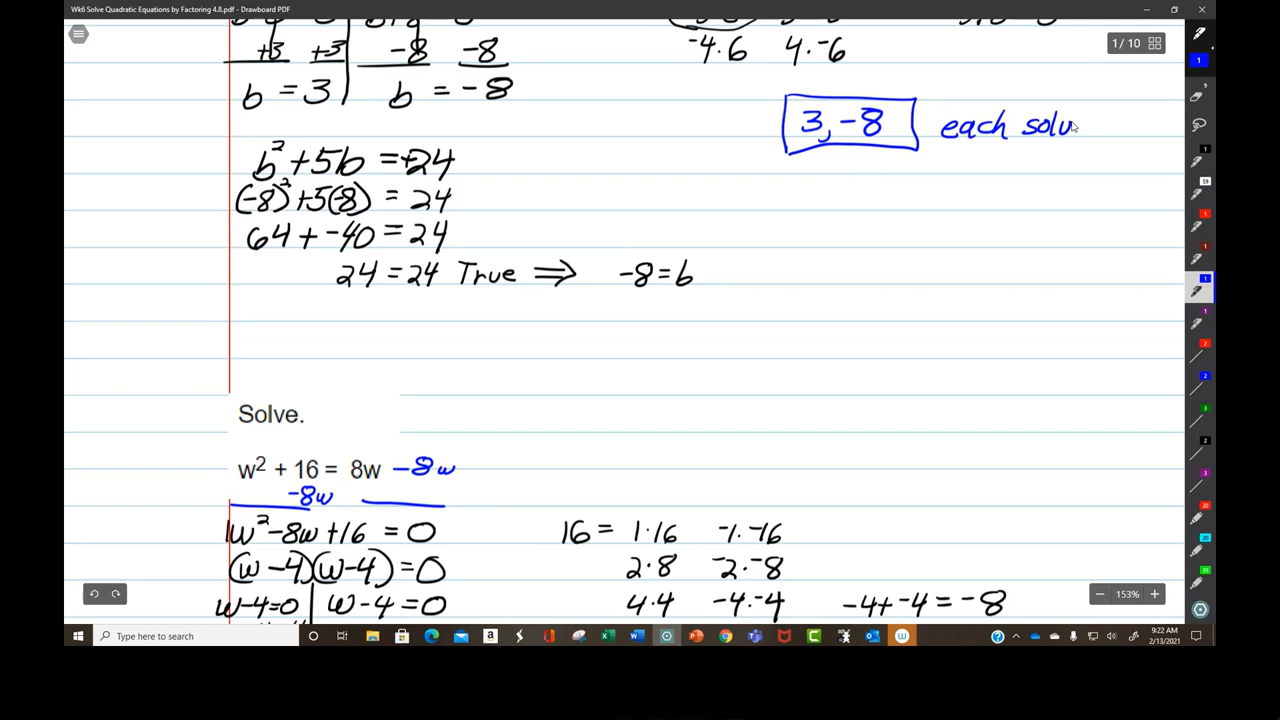 Wk6 Solve Quadratic Equations by Factoring 4.8.pdf - Drawboard PDF
1 / 10
+3 +3 -8 -8
-4·6 4·-6
b = 3 b = -8
3, -8 each solu
b² + 5b = 24
(-8)² + 5(-8) = 24
64 + -40 = 24
24 = 24 True ⇒ -8 = b
Solve.
w² + 16 = 8w -8w
-8w
1w² - 8w + 16 = 0 16 = 1·16 -1·-16
(w - 4)(w - 4) = 0 2·8 -2·-8
w - 4 = 0 w - 4 = 0 4·4 -4·-4 -4 + -4 = -8
153%
Type here to search
9:22 AM
2/13/2021